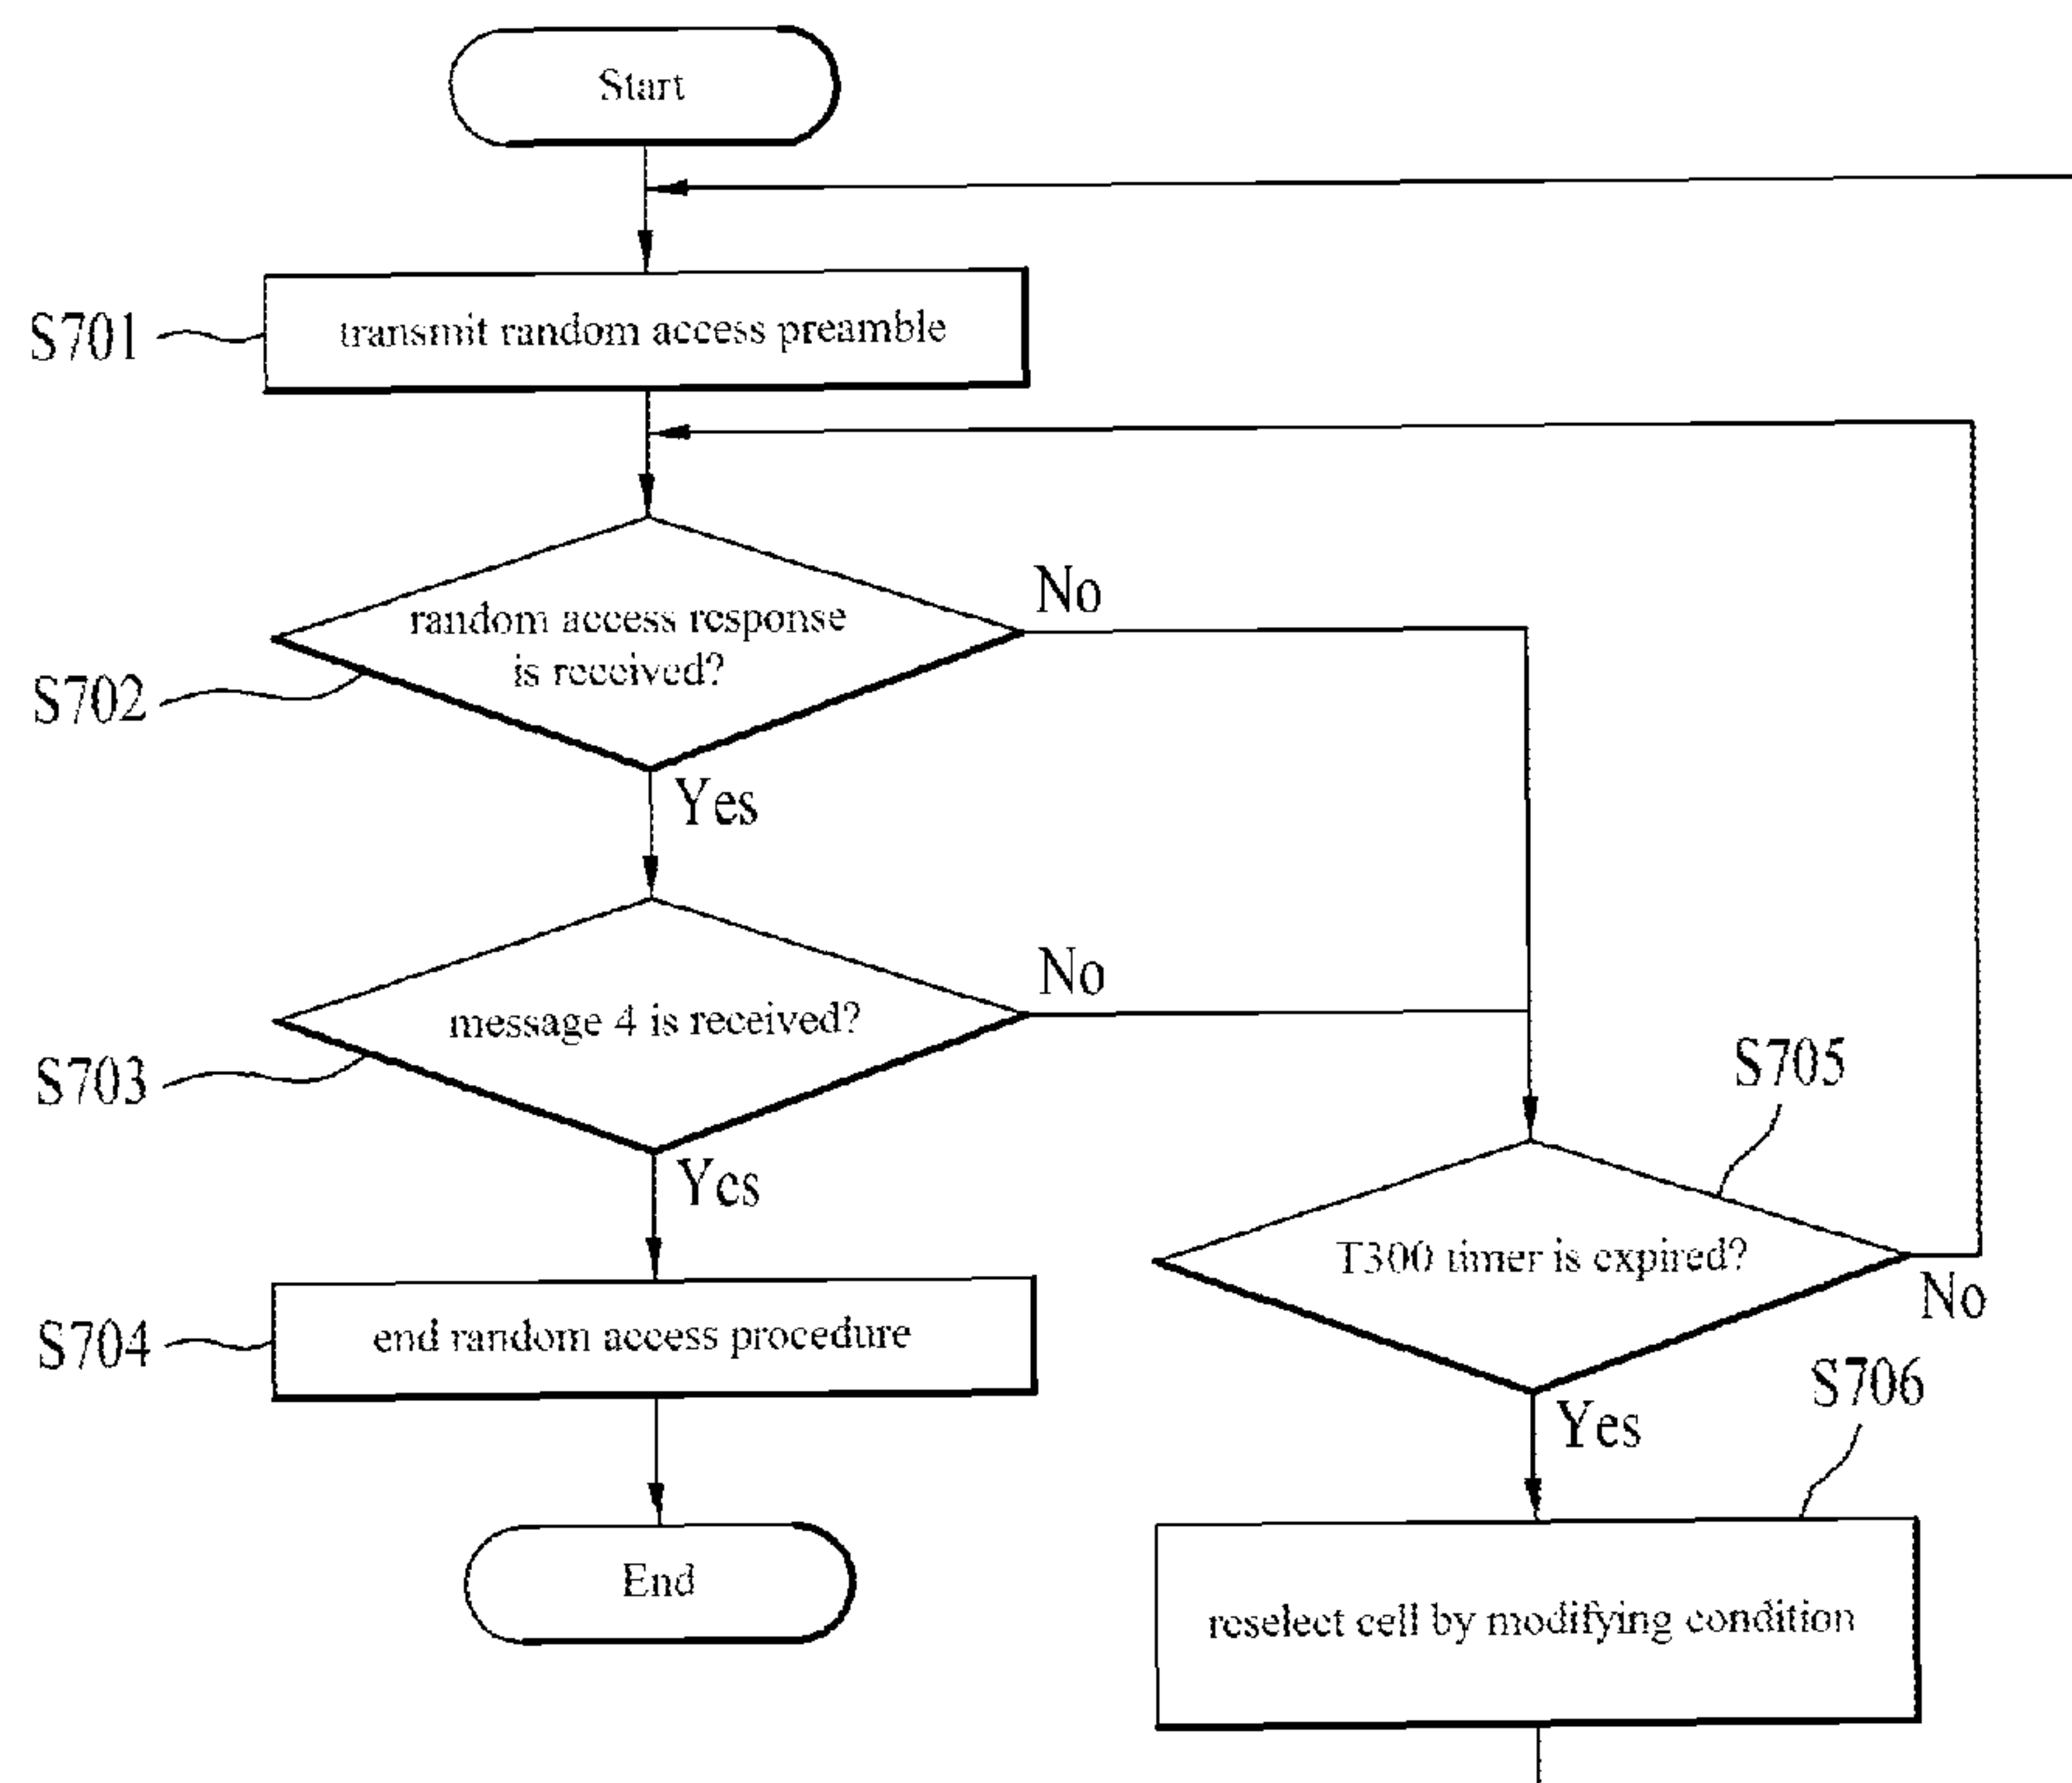 Start
S701
transmit random access preamble
random access response
is received?
No
S702
Yes
message 4 is received?
No
S703
Yes
S705
T300 timer is expired?
No
S704
end random access procedure
Yes
S706
End
reselect cell by modifying condition